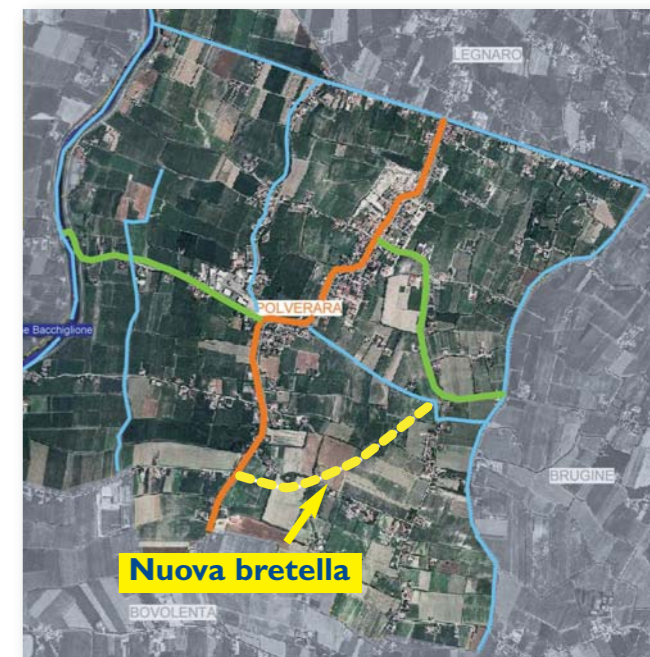 LEGNARO
POLVERARA
e Bacchiglione
BRUGINE
Nuova bretella
BOVOLENTA